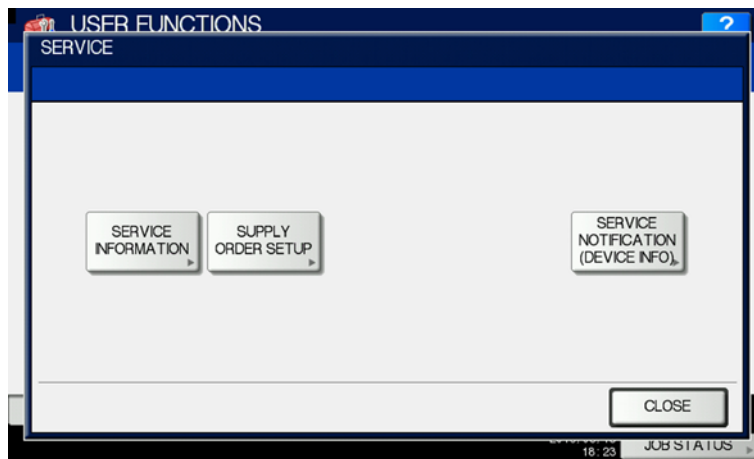 USER FUNCTIONS
?
SERVICE
SERVICE
INFORMATION
SUPPLY
ORDER SETUP
SERVICE
NOTIFICATION
(DEVICE INFO)
CLOSE
18:23
JOB STATUS